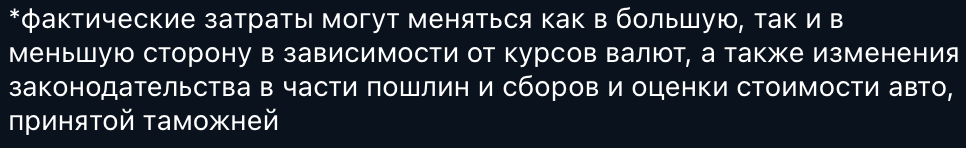 *фактические затраты могут меняться как в большую, так и в
меньшую сторону в зависимости от курсов валют, а также изменения
законодательства в части пошлин и сборов и оценки стоимости авто,
принятой таможней